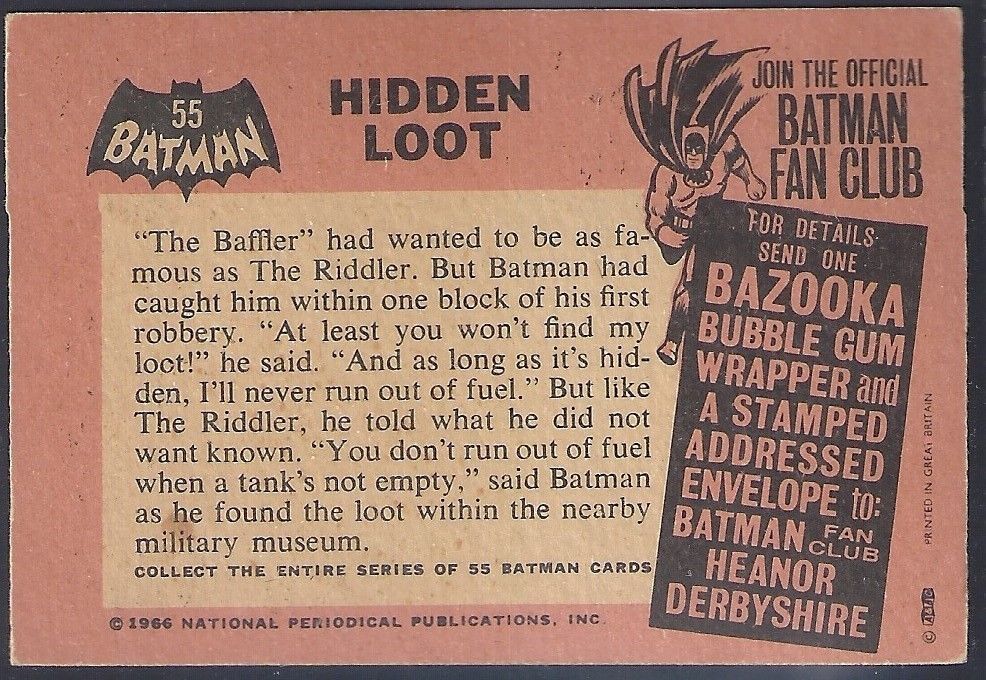 55
BATMAN
HIDDEN
LOOT
“The Baffler” had wanted to be as fa-
mous as The Riddler. But Batman had
caught him within one block of his first
robbery. “At least you won’t find my
loot!” he said. “And as long as it’s hid-
den, I’ll never run out of fuel.” But like
The Riddler, he told what he did not
want known. “You don’t run out of fuel
when a tank’s not empty,” said Batman
as he found the loot within the nearby
military museum.
COLLECT THE ENTIRE SERIES OF 55 BATMAN CARDS
© 1966 NATIONAL PERIODICAL PUBLICATIONS, INC.
JOIN THE OFFICIAL
BATMAN
FAN CLUB
FOR DETAILS
SEND ONE
BAZOOKA
BUBBLE GUM
WRAPPER and
A STAMPED
ADDRESSED
ENVELOPE to:
BATMAN FAN
CLUB
HEANOR
DERBYSHIRE
PRINTED IN GREAT BRITAIN
© A&BC